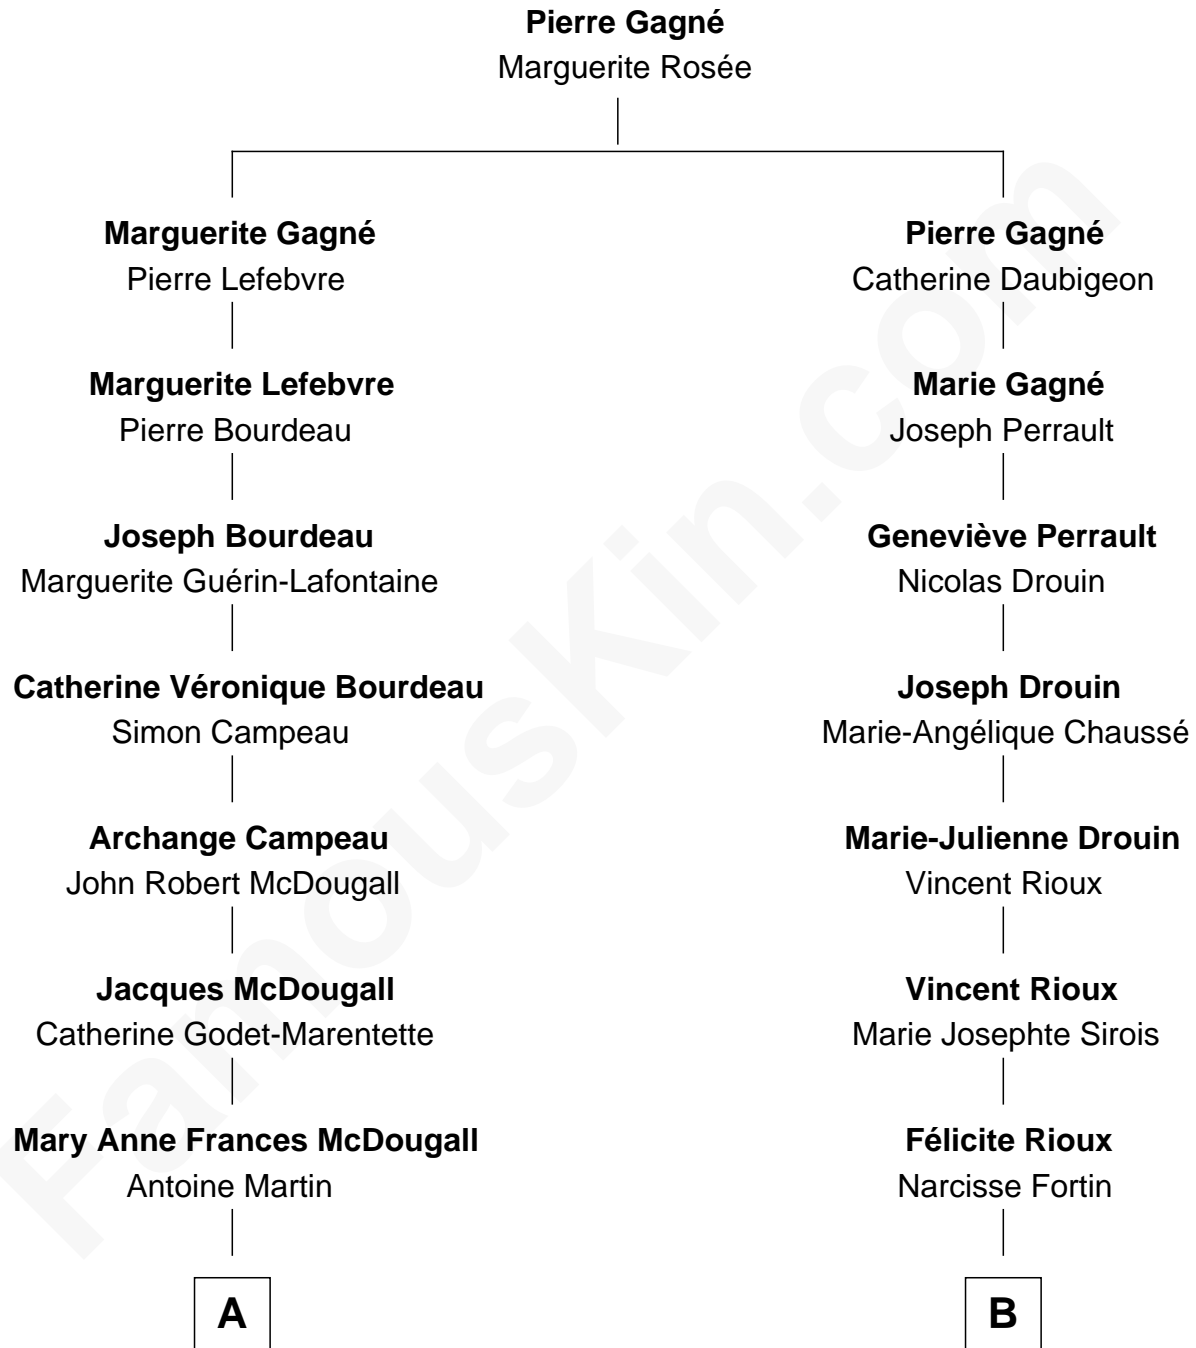 Pierre Gagné
Marguerite Rosée
Marguerite Gagné
Pierre Lefebvre
Marguerite Lefebvre
Pierre Bourdeau
Joseph Bourdeau
Marguerite Guérin-Lafontaine
Catherine Véronique Bourdeau
Simon Campeau
Archange Campeau
John Robert McDougall
Jacques McDougall
Catherine Godet-Marentette
Mary Anne Frances McDougall
Antoine Martin
A
Pierre Gagné
Catherine Daubigeon
Marie Gagné
Joseph Perrault
Geneviève Perrault
Nicolas Drouin
Joseph Drouin
Marie-Angélique Chaussé
Marie-Julienne Drouin
Vincent Rioux
Vincent Rioux
Marie Josephte Sirois
Félicite Rioux
Narcisse Fortin
B
FamousKin.com